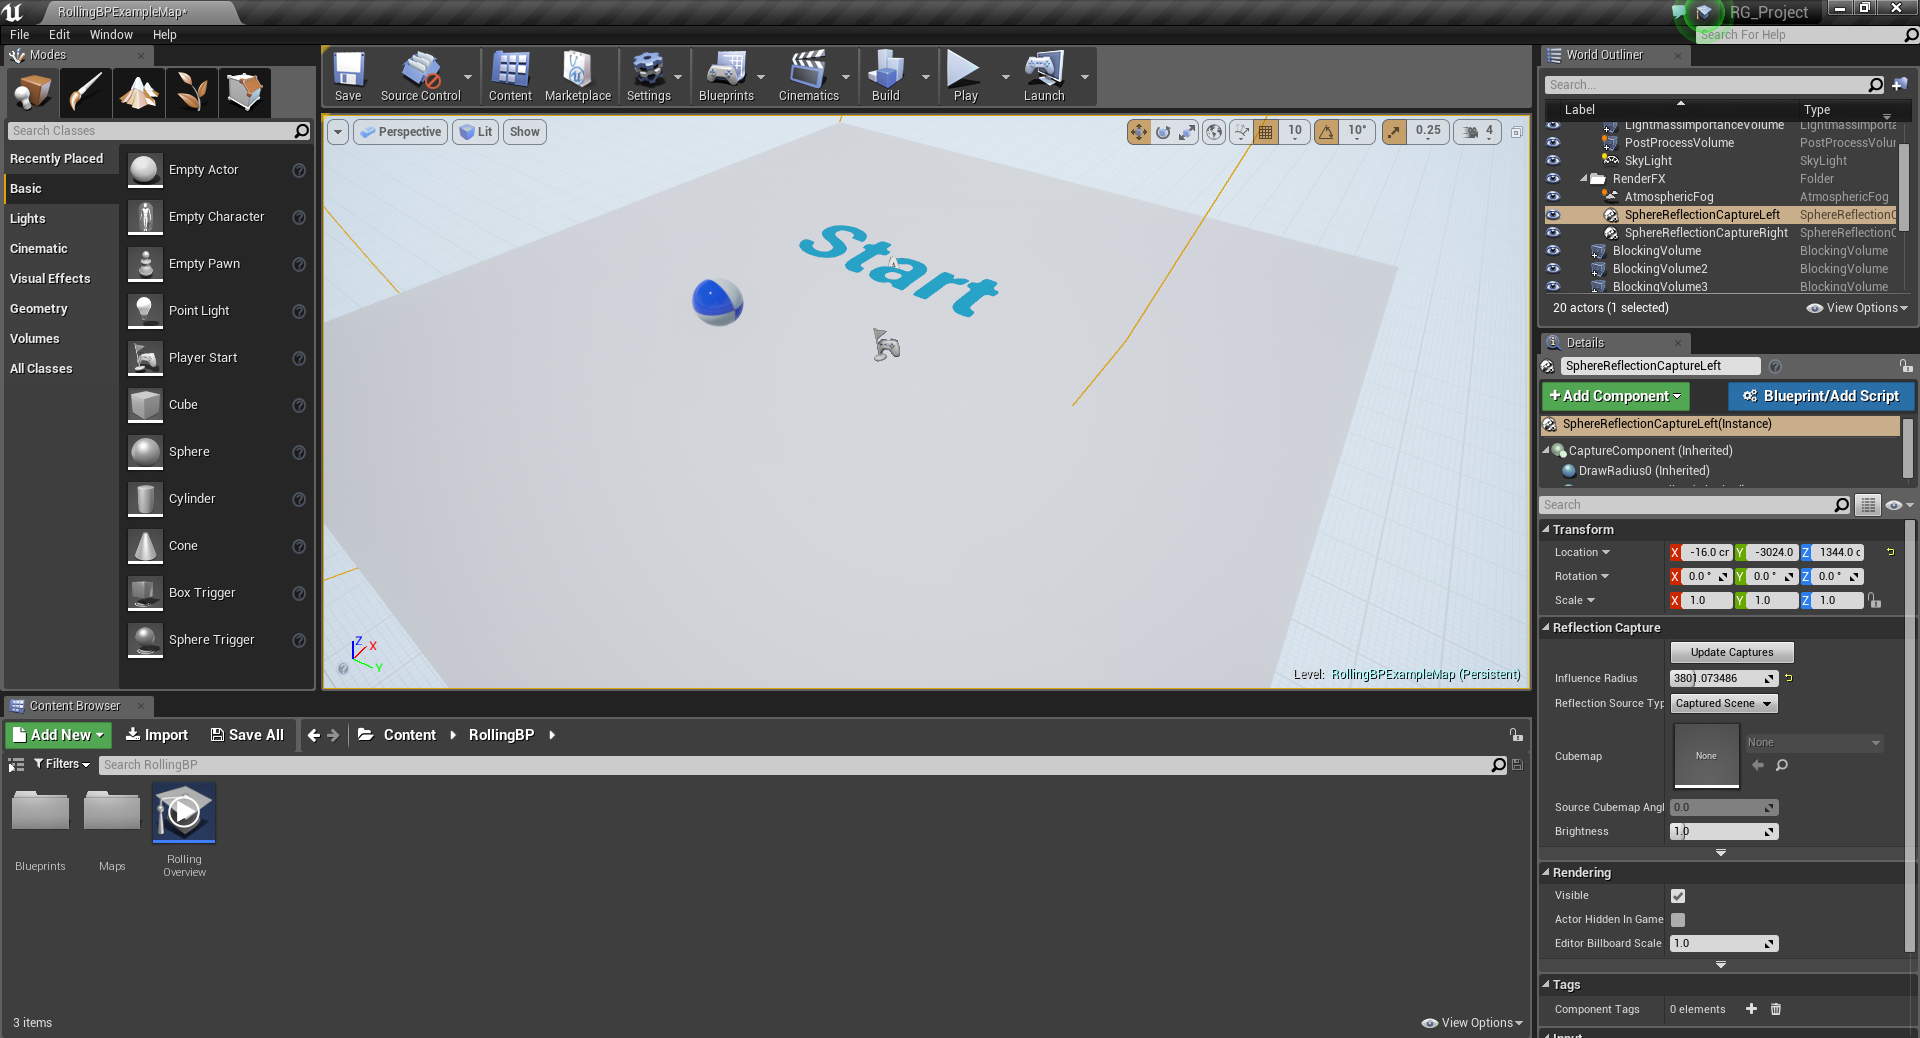 RollingBPExampleMap*
RG_Project
File Edit Window Help
Search For Help
Modes
Search Classes
Recently Placed
Basic
Lights
Cinematic
Visual Effects
Geometry
Volumes
All Classes
Empty Actor
Empty Character
Empty Pawn
Point Light
Player Start
Cube
Sphere
Cylinder
Cone
Box Trigger
Sphere Trigger
Save Source Control Content Marketplace Settings Blueprints Cinematics Build Play Launch
Perspective Lit Show
10 10° 0.25 4
Start
Z X Y
Level: RollingBPExampleMap (Persistent)
World Outliner
Search...
Label Type
LightmassImportanceVolume LightmassImporta
PostProcessVolume PostProcessVolur
SkyLight SkyLight
RenderFX Folder
AtmosphericFog AtmosphericFog
SphereReflectionCaptureLeft SphereReflectionC
SphereReflectionCaptureRight SphereReflectionC
BlockingVolume BlockingVolume
BlockingVolume2 BlockingVolume
BlockingVolume3 BlockingVolume
20 actors (1 selected) View Options
Details
SphereReflectionCaptureLeft
+Add Component Blueprint/Add Script
SphereReflectionCaptureLeft(Instance)
CaptureComponent (Inherited)
DrawRadius0 (Inherited)
Search
Transform
Location X -16.0 cr Y -3024.0 Z 1344.0 c
Rotation X 0.0 ° Y 0.0 ° Z 0.0 °
Scale X 1.0 Y 1.0 Z 1.0
Reflection Capture
Update Captures
Influence Radius 3801.073486
Reflection Source Typ Captured Scene
Cubemap None None
Source Cubemap Angl 0.0
Brightness 1.0
Rendering
Visible
Actor Hidden In Game
Editor Billboard Scale 1.0
Tags
Component Tags 0 elements
Input
Content Browser
Add New Import Save All Content RollingBP
Filters Search RollingBP
Blueprints Maps Rolling Overview
3 items View Options